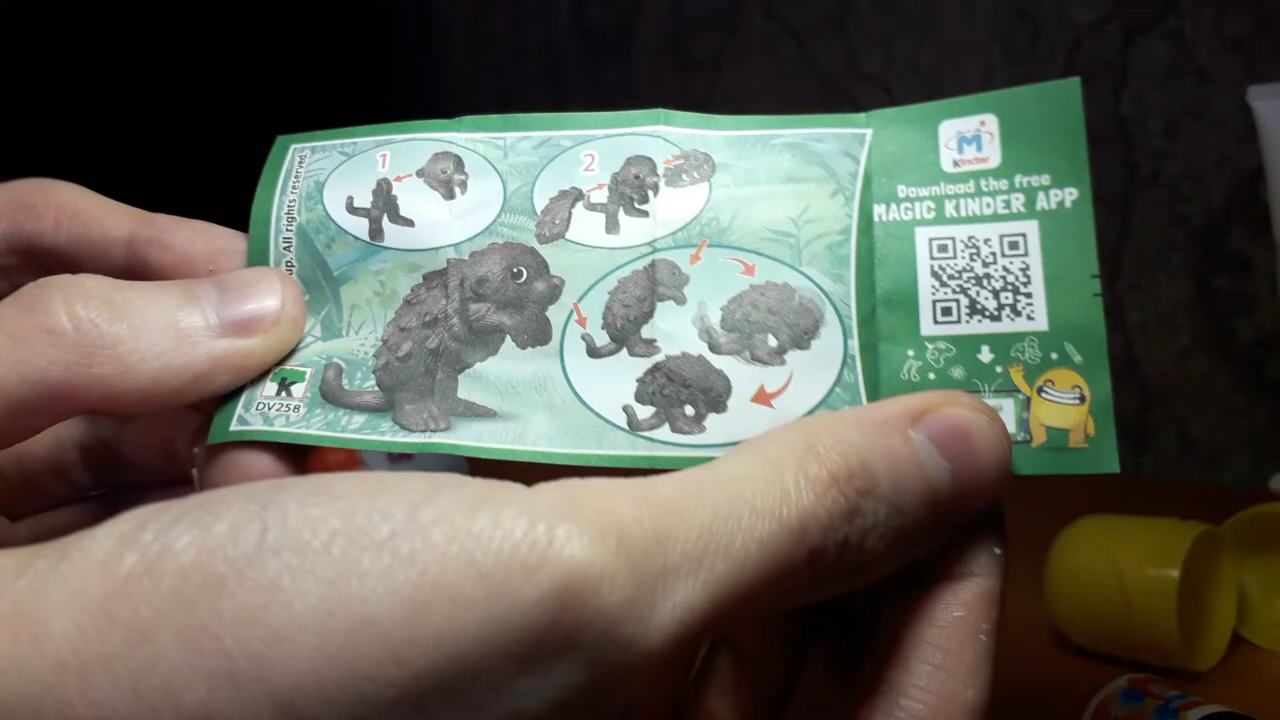 up. All rights reserved.
1
2
K
DV258
M
Kinder
Download the free
MAGIC KINDER APP